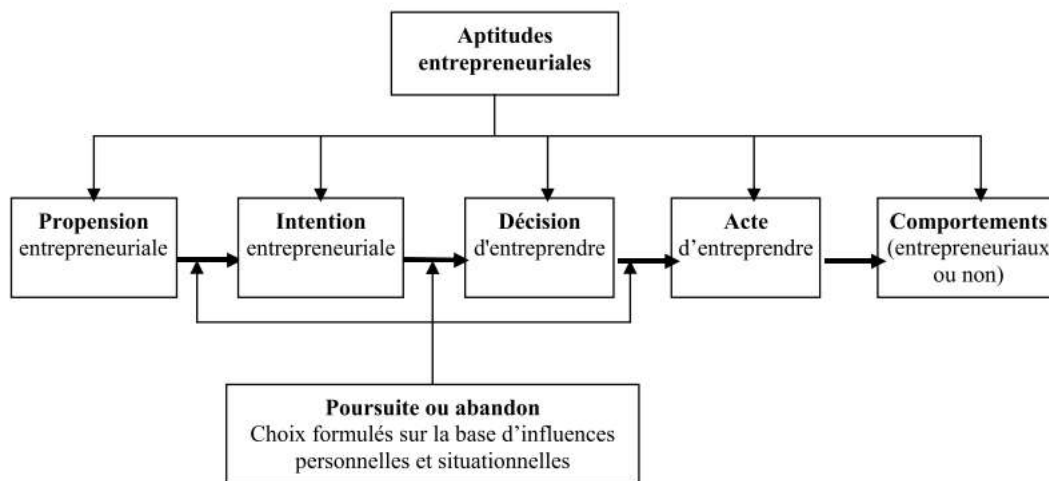 Aptitudes
entrepreneuriales
Propension
entrepreneuriale
Intention
entrepreneuriale
Décision
d'entreprendre
Acte
d’entreprendre
Comportements
(entrepreneuriaux
ou non)
Poursuite ou abandon
Choix formulés sur la base d’influences
personnelles et situationnelles